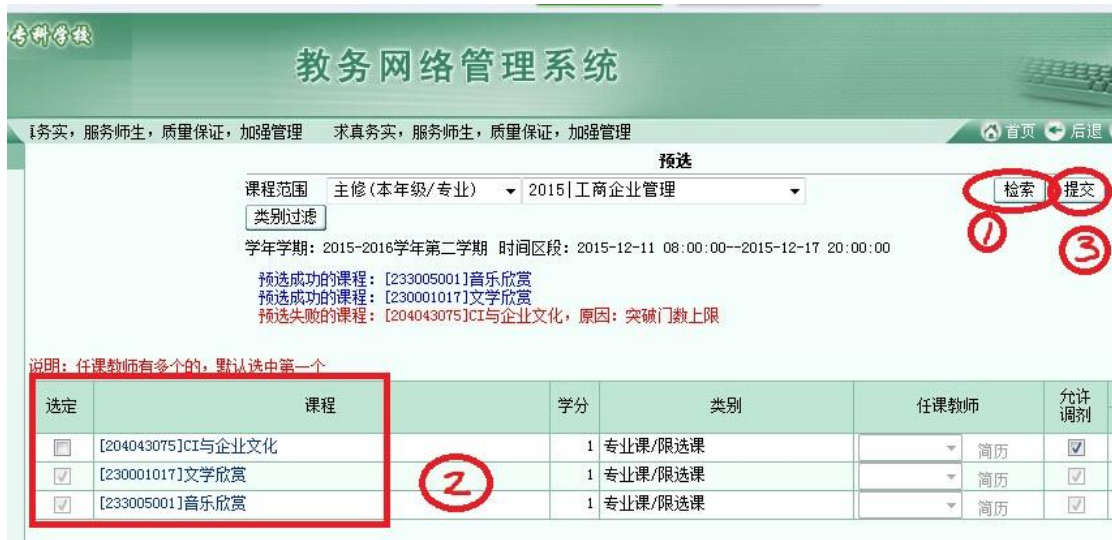 专科学校
教务网络管理系统
务实，服务师生，质量保证，加强管理 求真务实，服务师生，质量保证，加强管理 首页 后退
预选
课程范围 主修(本年级/专业) 2015|工商企业管理 检索 提交
类别过滤
① ③
学年学期：2015-2016学年第二学期 时间区段：2015-12-11 08:00:00--2015-12-17 20:00:00
预选成功的课程：[233005001]音乐欣赏
预选成功的课程：[230001017]文学欣赏
预选失败的课程：[204043075]CI与企业文化，原因：突破门数上限
说明：任课教师有多个的，默认选中第一个
选定 课程 学分 类别 任课教师 允许调剂
[204043075]CI与企业文化 1 专业课/限选课 简历
[230001017]文学欣赏 1 专业课/限选课 简历
②
[233005001]音乐欣赏 1 专业课/限选课 简历